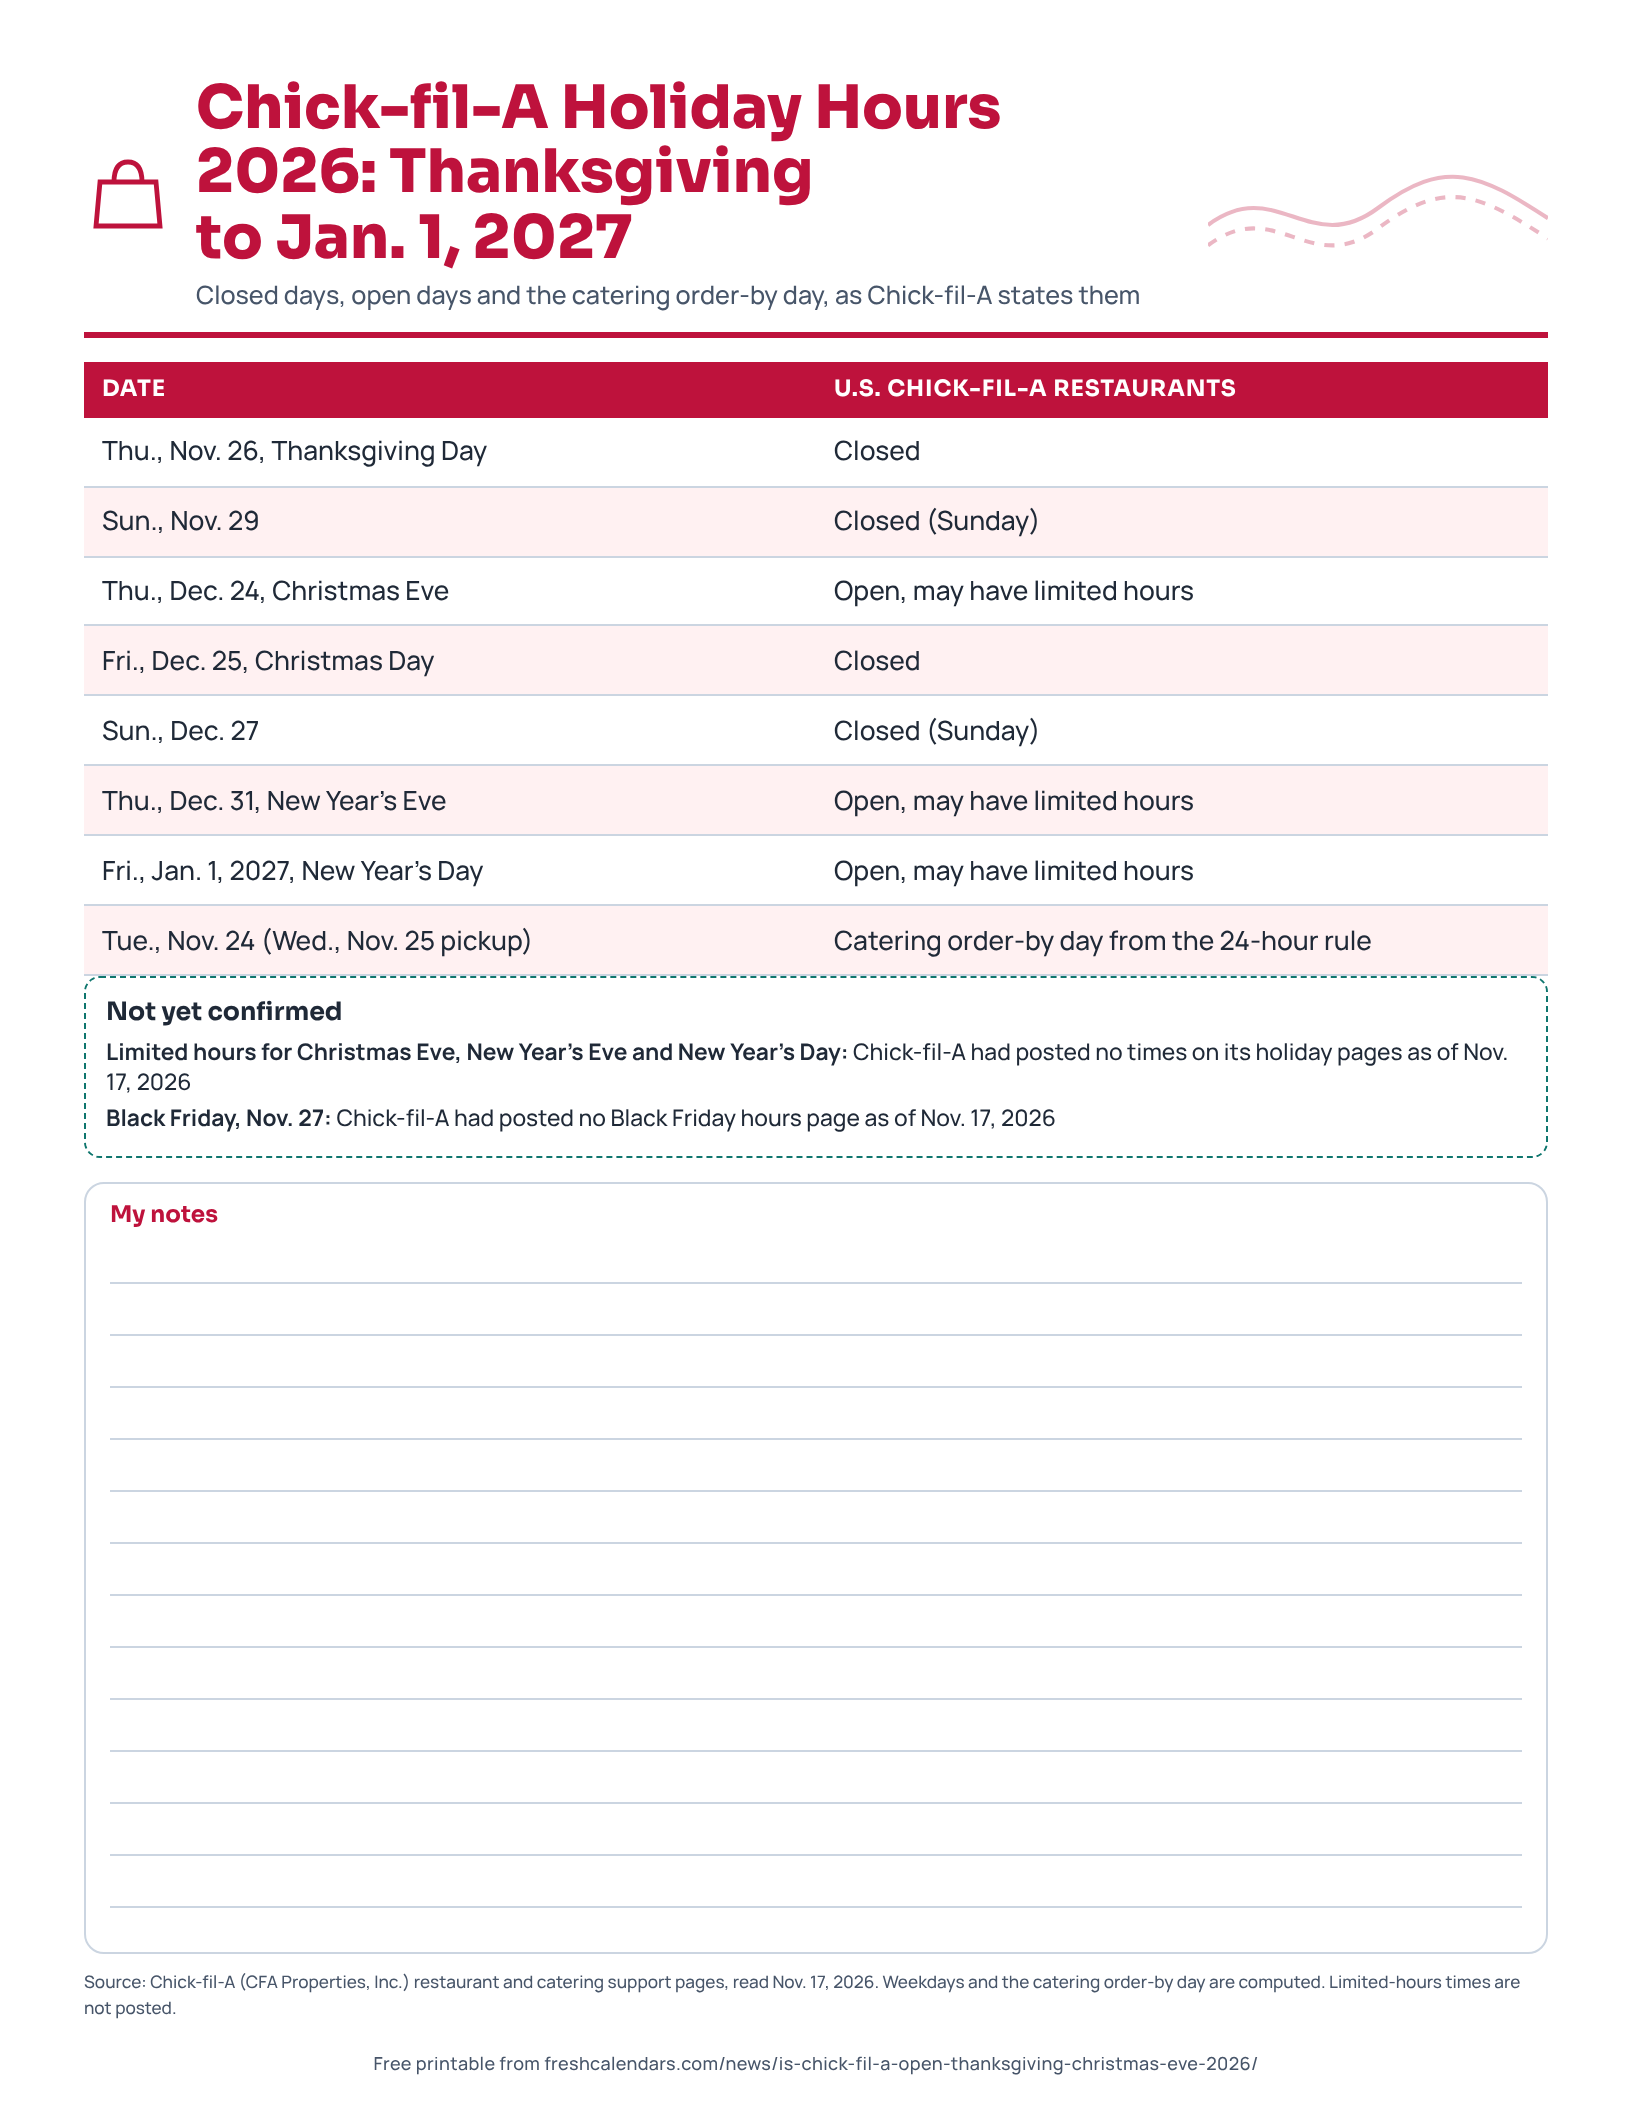 Chick-fil-A Holiday Hours
2026: Thanksgiving
to Jan. 1, 2027
Closed days, open days and the catering order-by day, as Chick-fil-A states them
DATE U.S. CHICK-FIL-A RESTAURANTS
Thu., Nov. 26, Thanksgiving Day Closed
Sun., Nov. 29 Closed (Sunday)
Thu., Dec. 24, Christmas Eve Open, may have limited hours
Fri., Dec. 25, Christmas Day Closed
Sun., Dec. 27 Closed (Sunday)
Thu., Dec. 31, New Year’s Eve Open, may have limited hours
Fri., Jan. 1, 2027, New Year’s Day Open, may have limited hours
Tue., Nov. 24 (Wed., Nov. 25 pickup) Catering order-by day from the 24-hour rule
Not yet confirmed
Limited hours for Christmas Eve, New Year’s Eve and New Year’s Day: Chick-fil-A had posted no times on its holiday pages as of Nov.
17, 2026
Black Friday, Nov. 27: Chick-fil-A had posted no Black Friday hours page as of Nov. 17, 2026
My notes
Source: Chick-fil-A (CFA Properties, Inc.) restaurant and catering support pages, read Nov. 17, 2026. Weekdays and the catering order-by day are computed. Limited-hours times are
not posted.
Free printable from freshcalendars.com/news/is-chick-fil-a-open-thanksgiving-christmas-eve-2026/